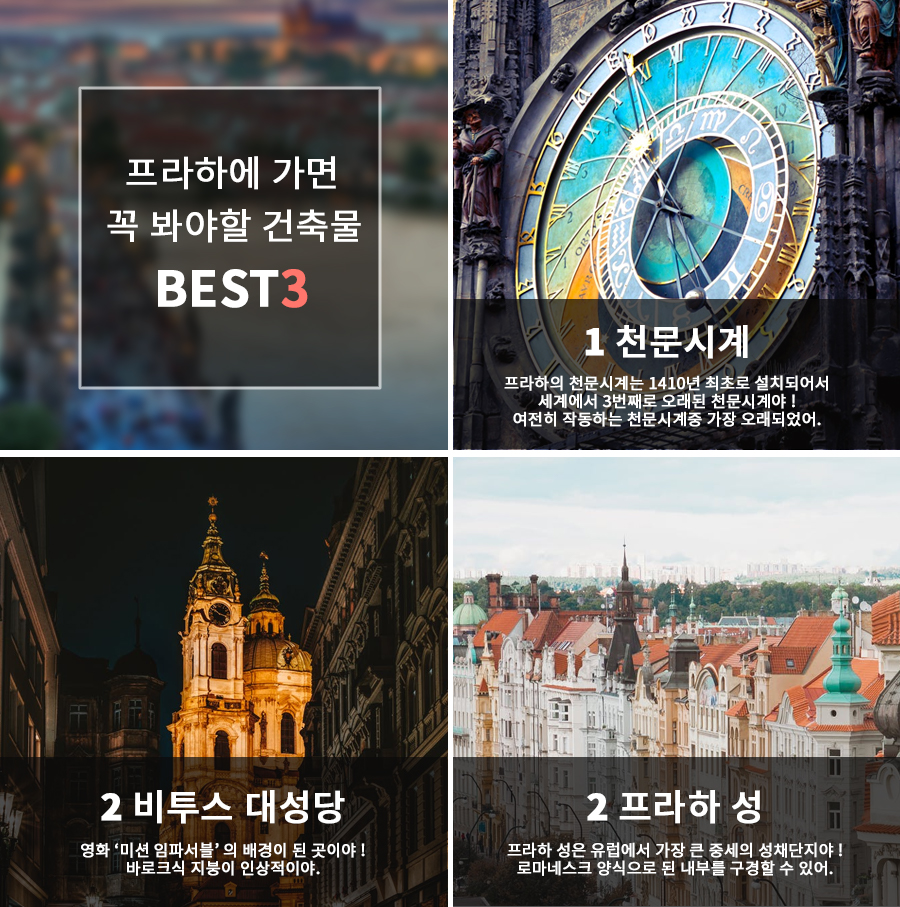 프라하에 가면
꼭 봐야할 건축물
BEST3
1 천문시계
프라하의 천문시계는 1410년 최초로 설치되어서
세계에서 3번째로 오래된 천문시계야 !
여전히 작동하는 천문시계중 가장 오래되었어.
2 비투스 대성당
영화 ‘미션 임파서블’ 의 배경이 된 곳이야 !
바로크식 지붕이 인상적이야.
2 프라하 성
프라하 성은 유럽에서 가장 큰 중세의 성채단지야 !
로마네스크 양식으로 된 내부를 구경할 수 있어.